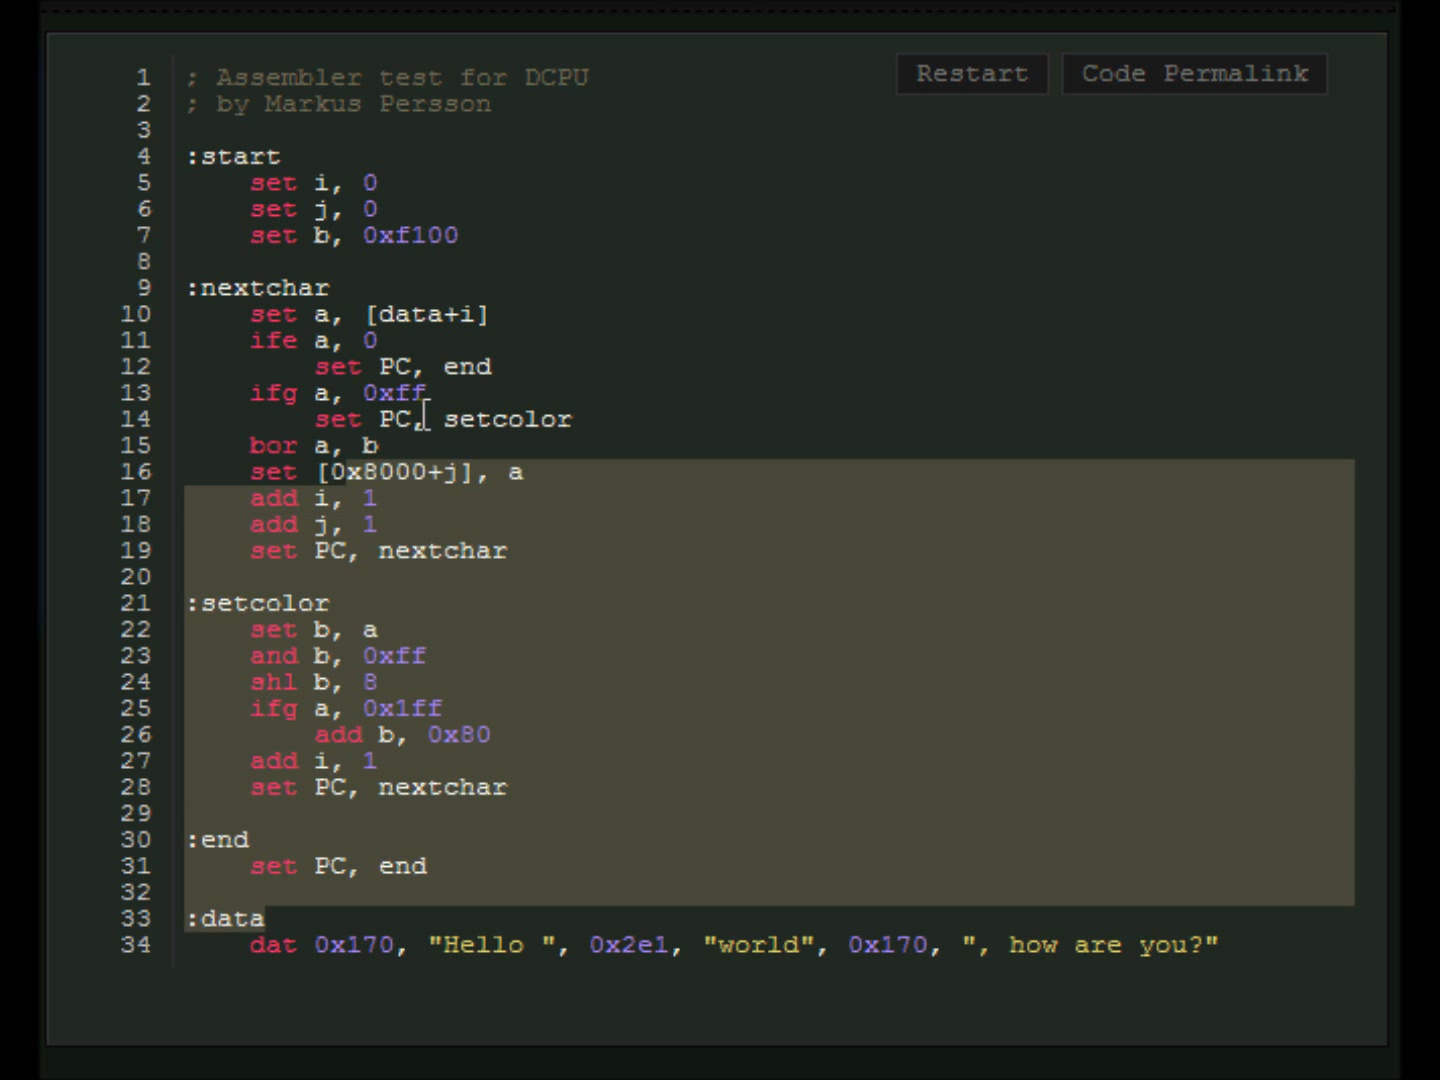 Restart Code Permalink
1 ; Assembler test for DCPU
2 ; by Markus Persson
3
4 :start
5 set i, 0
6 set j, 0
7 set b, 0xf100
8
9 :nextchar
10 set a, [data+i]
11 ife a, 0
12 set PC, end
13 ifg a, 0xff
14 set PC, setcolor
15 bor a, b
16 set [0x8000+j], a
17 add i, 1
18 add j, 1
19 set PC, nextchar
20
21 :setcolor
22 set b, a
23 and b, 0xff
24 shl b, 8
25 ifg a, 0x1ff
26 add b, 0x80
27 add i, 1
28 set PC, nextchar
29
30 :end
31 set PC, end
32
33 :data
34 dat 0x170, "Hello ", 0x2e1, "world", 0x170, ", how are you?"